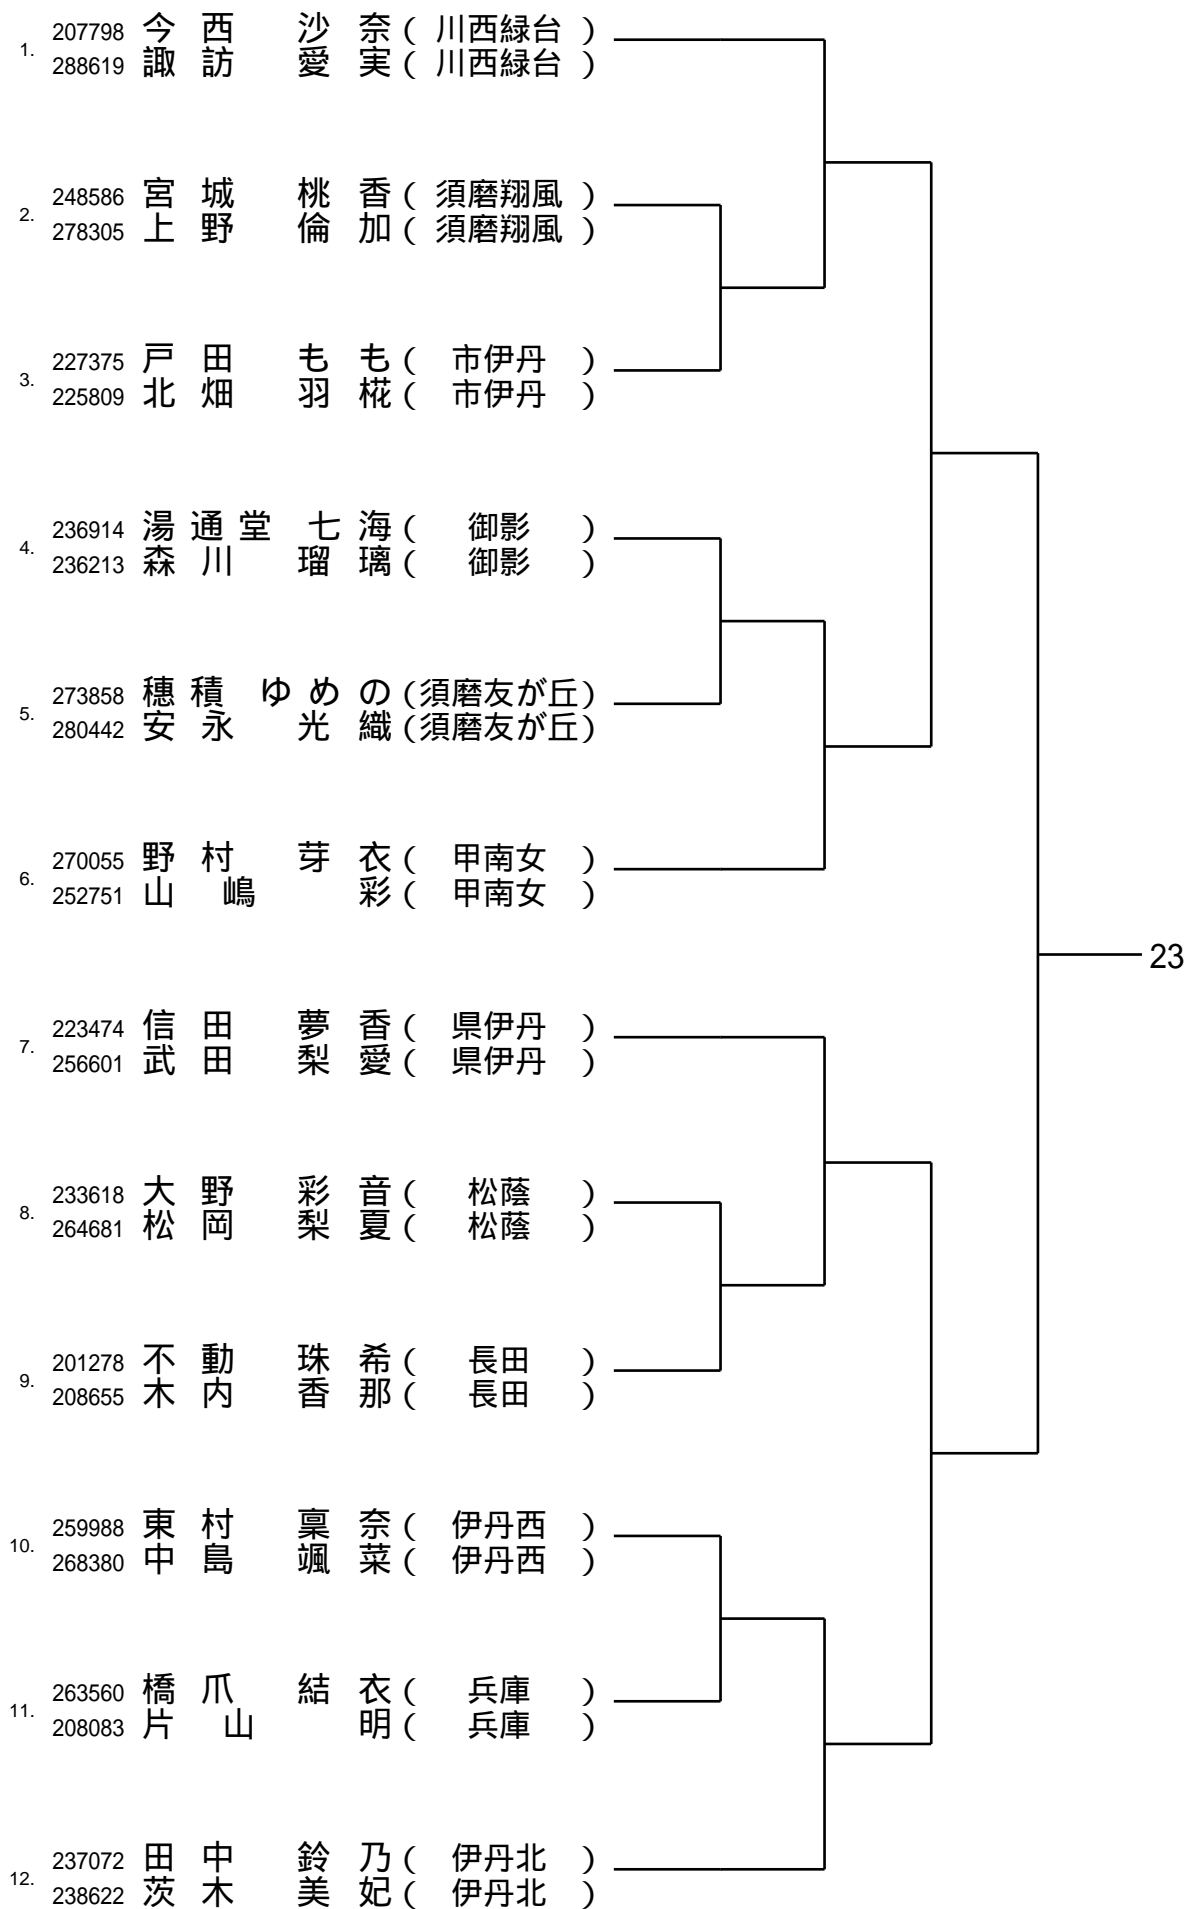 1. 207798 今西 沙奈 ( 川西緑台 )
288619 諏訪 愛実 ( 川西緑台 )
2. 248586 宮城 桃香 ( 須磨翔風 )
278305 上野 倫加 ( 須磨翔風 )
3. 227375 戸田 もも ( 市伊丹 )
225809 北畑 羽椛 ( 市伊丹 )
4. 236914 湯通堂 七海 ( 御影 )
236213 森川 瑠璃 ( 御影 )
5. 273858 穂積 ゆめの (須磨友が丘)
280442 安永 光織 (須磨友が丘)
6. 270055 野村 芽衣 ( 甲南女 )
252751 山嶋 彩 ( 甲南女 )
23
7. 223474 信田 夢香 ( 県伊丹 )
256601 武田 梨愛 ( 県伊丹 )
8. 233618 大野 彩音 ( 松蔭 )
264681 松岡 梨夏 ( 松蔭 )
9. 201278 不動 珠希 ( 長田 )
208655 木内 香那 ( 長田 )
10. 259988 東村 稟奈 ( 伊丹西 )
268380 中島 颯菜 ( 伊丹西 )
11. 263560 橋爪 結衣 ( 兵庫 )
208083 片山 明 ( 兵庫 )
12. 237072 田中 鈴乃 ( 伊丹北 )
238622 茨木 美妃 ( 伊丹北 )